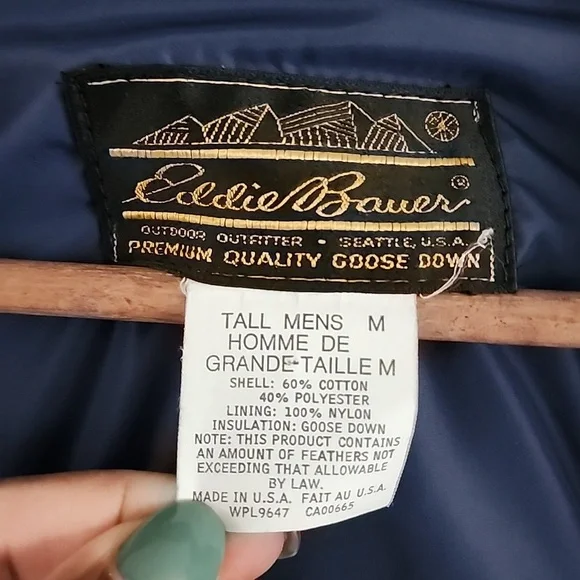 Eddie Bauer®
OUTDOOR OUTFITTER - SEATTLE, U.S.A.
PREMIUM QUALITY GOOSE DOWN
TALL MENS M
HOMME DE
GRANDE-TAILLE M
SHELL: 60% COTTON
40% POLYESTER
LINING: 100% NYLON
INSULATION: GOOSE DOWN
NOTE: THIS PRODUCT CONTAINS
AN AMOUNT OF FEATHERS NOT
EXCEEDING THAT ALLOWABLE
BY LAW.
MADE IN U.S.A. FAIT AU U.S.A.
WPL9647 CA00665